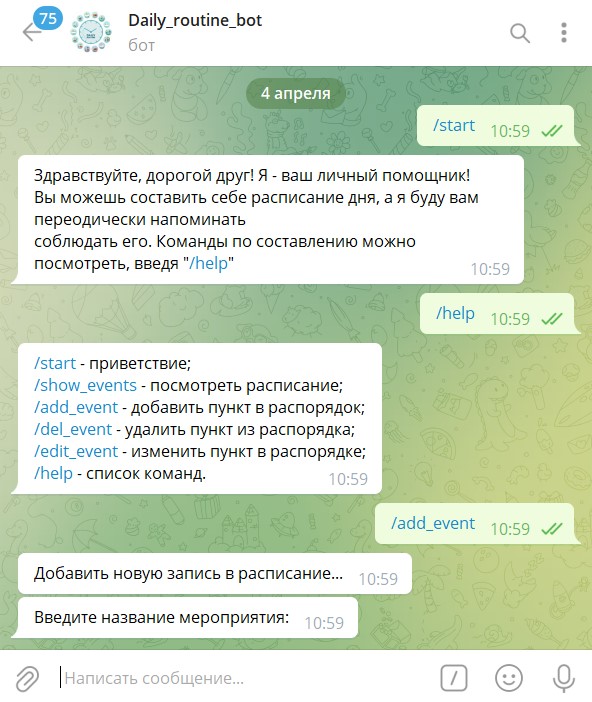 75
Daily_routine_bot
бот
4 апреля
/start 10:59
Здравствуйте, дорогой друг! Я - ваш личный помощник!
Вы можешь составить себе расписание дня, а я буду вам
переодически напоминать
соблюдать его. Команды по составлению можно
посмотреть, введя "/help"
10:59
/help 10:59
/start - приветствие;
/show_events - посмотреть расписание;
/add_event - добавить пункт в распорядок;
/del_event - удалить пункт из распорядка;
/edit_event - изменить пункт в распорядке;
/help - список команд.
10:59
/add_event 10:59
Добавить новую запись в расписание... 10:59
Введите название мероприятия: 10:59
Написать сообщение...